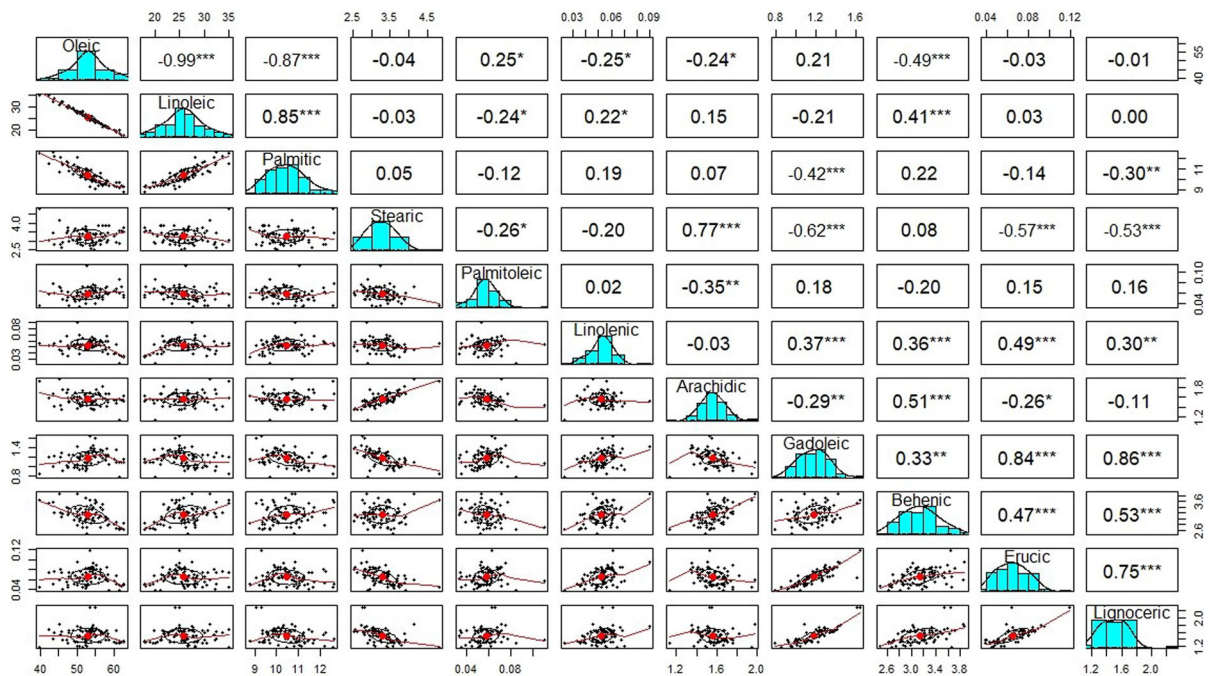 20 25 30 35 2.5 3.5 4.5 0.03 0.06 0.09 0.8 1.2 1.6 0.04 0.08 0.12
Oleic -0.99*** -0.87*** -0.04 0.25* -0.25* -0.24* 0.21 -0.49*** -0.03 -0.01 40 55
20 30 Linoleic 0.85*** -0.03 -0.24* 0.22* 0.15 -0.21 0.41*** 0.03 0.00
Palmitic 0.05 -0.12 0.19 0.07 -0.42*** 0.22 -0.14 -0.30** 9 11
2.5 4.0 Stearic -0.26* -0.20 0.77*** -0.62*** 0.08 -0.57*** -0.53***
Palmitoleic 0.02 -0.35** 0.18 -0.20 0.15 0.16 0.04 0.10
0.03 0.08 Linolenic -0.03 0.37*** 0.36*** 0.49*** 0.30**
Arachidic -0.29** 0.51*** -0.26* -0.11 1.2 1.8
0.8 1.4 Gadoleic 0.33** 0.84*** 0.86***
Behenic 0.47*** 0.53*** 2.6 3.6
0.04 0.12 Erucic 0.75***
Lignoceric 1.2 2.0
40 45 50 55 60 9 10 11 12 0.04 0.08 1.2 1.4 1.6 1.8 2.0 2.6 3.0 3.4 3.8 1.2 1.6 2.0